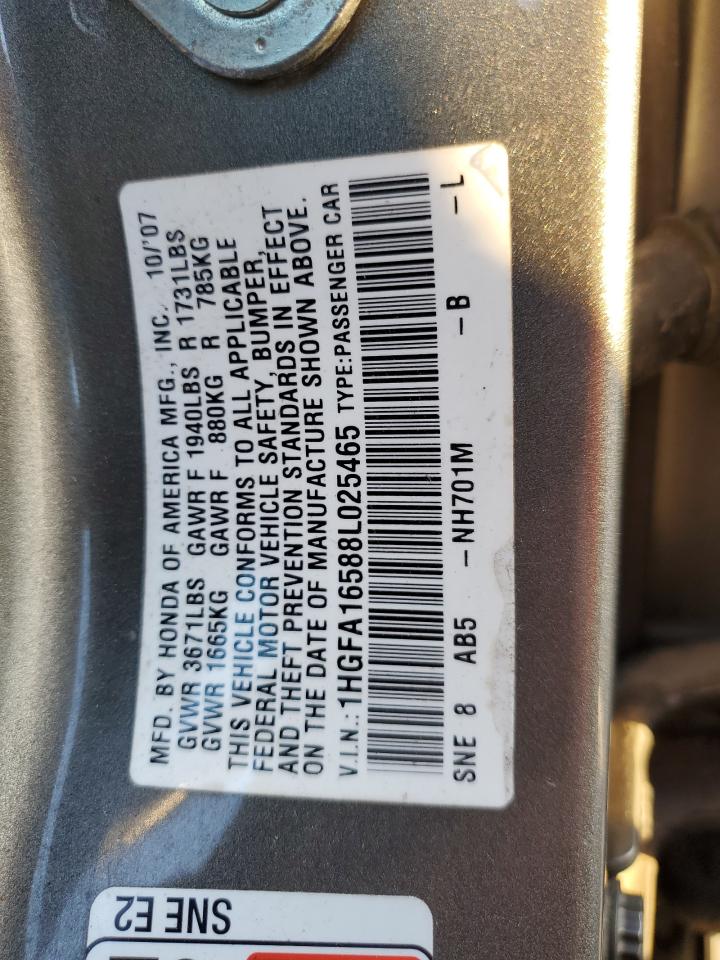 MFD. BY HONDA OF AMERICA MFG., INC. 10/'07
GVWR 3671LBS GAWR F 1940LBS R 1731LBS
GVWR 1665KG GAWR F 880KG R 785KG
THIS VEHICLE CONFORMS TO ALL APPLICABLE
FEDERAL MOTOR VEHICLE SAFETY, BUMPER,
AND THEFT PREVENTION STANDARDS IN EFFECT
ON THE DATE OF MANUFACTURE SHOWN ABOVE.
V.I.N.: 1HGFA16588L025465 TYPE:PASSENGER CAR
SNE 8 AB5 -NH701M -B -L
SNE E2